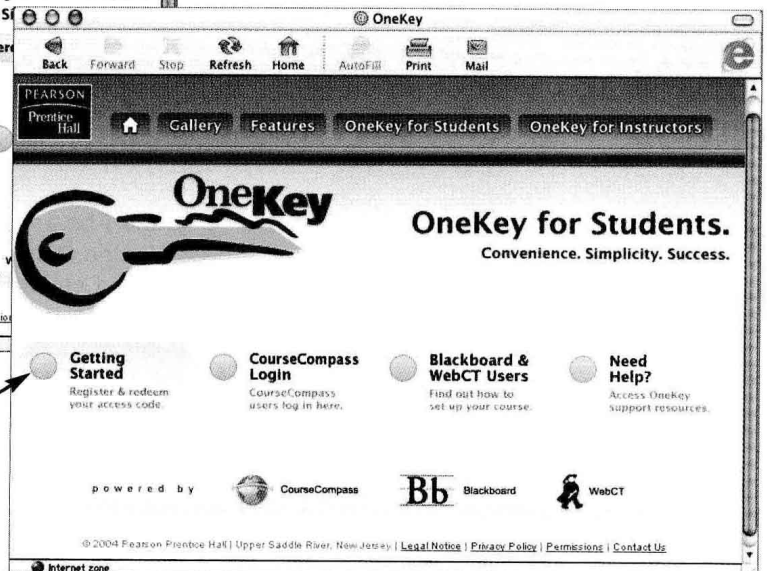 OneKey
Back Forward Stop Refresh Home AutoFill Print Mail
PEARSON
Prentice
Hall
Gallery Features OneKey for Students OneKey for Instructors
OneKey
OneKey for Students.
Convenience. Simplicity. Success.
Getting
Started
Register & redeem
your access code.
CourseCompass
Login
CourseCompass
users log in here.
Blackboard &
WebCT Users
Find out how to
set up your course.
Need
Help?
Access OneKey
support resources.
powered by CourseCompass Bb Blackboard WebCT
© 2004 Pearson Prentice Hall | Upper Saddle River, New Jersey | Legal Notice | Privacy Policy | Permissions | Contact Us
Internet zone